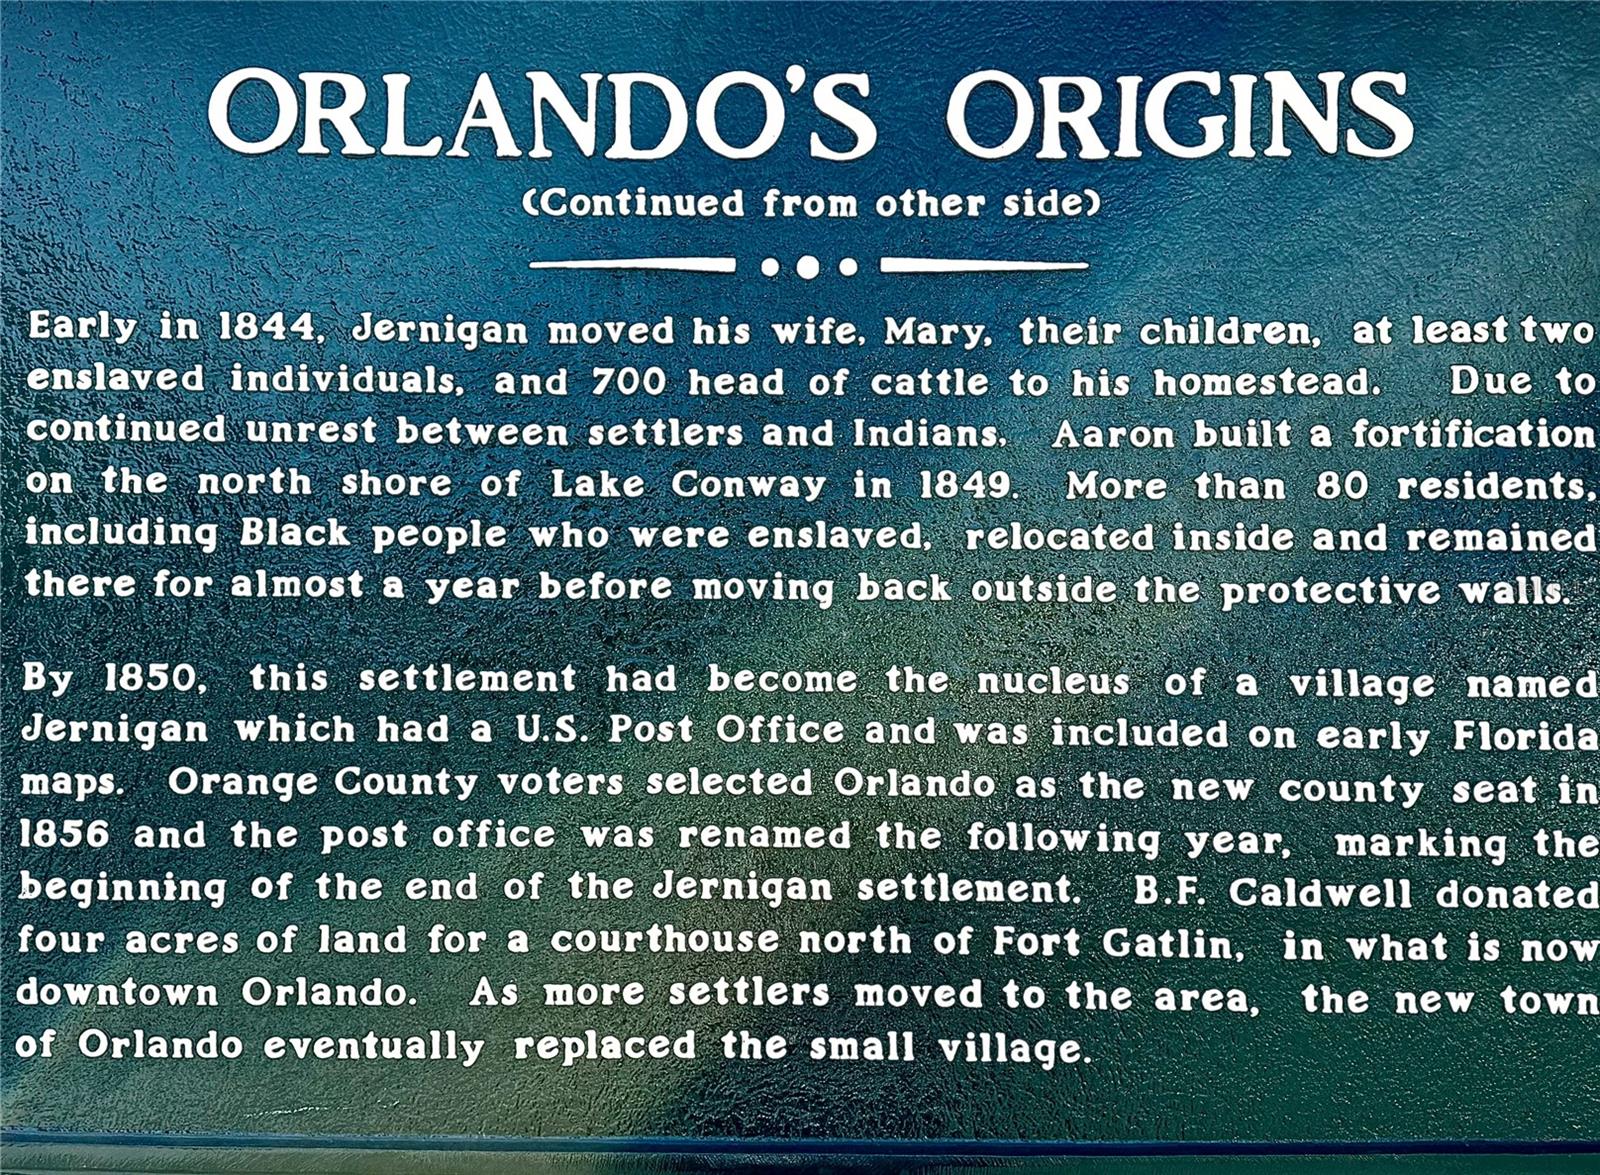 ORLANDO'S ORIGINS
(Continued from other side)
Early in 1844, Jernigan moved his wife, Mary, their children, at least two
enslaved individuals, and 700 head of cattle to his homestead. Due to
continued unrest between settlers and Indians, Aaron built a fortification
on the north shore of Lake Conway in 1849. More than 80 residents,
including Black people who were enslaved, relocated inside and remained
there for almost a year before moving back outside the protective walls.
By 1850, this settlement had become the nucleus of a village named
Jernigan which had a U.S. Post Office and was included on early Florida
maps. Orange County voters selected Orlando as the new county seat in
1856 and the post office was renamed the following year, marking the
beginning of the end of the Jernigan settlement. B.F. Caldwell donated
four acres of land for a courthouse north of Fort Gatlin, in what is now
downtown Orlando. As more settlers moved to the area, the new town
of Orlando eventually replaced the small village.